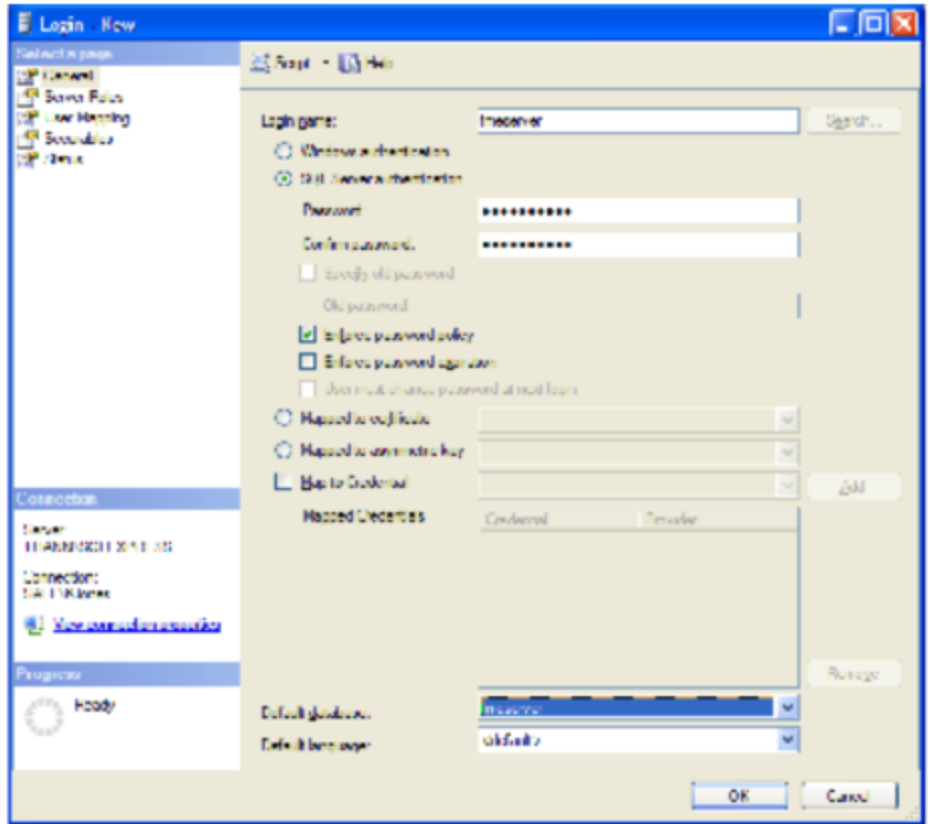 Login - New
Select a page
General
Server Roles
User Mapping
Securables
Status
Script Help
Login name:
Search...
Windows authentication
SQL Server authentication
Password:
Confirm password:
Specify old password
Old password:
Enforce password policy
Enforce password expiration
User must change password at next login
Mapped to certificate
Mapped to asymmetric key
Map to Credential
Add
Mapped Credentials
Credential Provider
Remove
Default database:
Default language: <default>
Connection
Server:
Connection:
View connection properties
Progress
Ready
OK Cancel